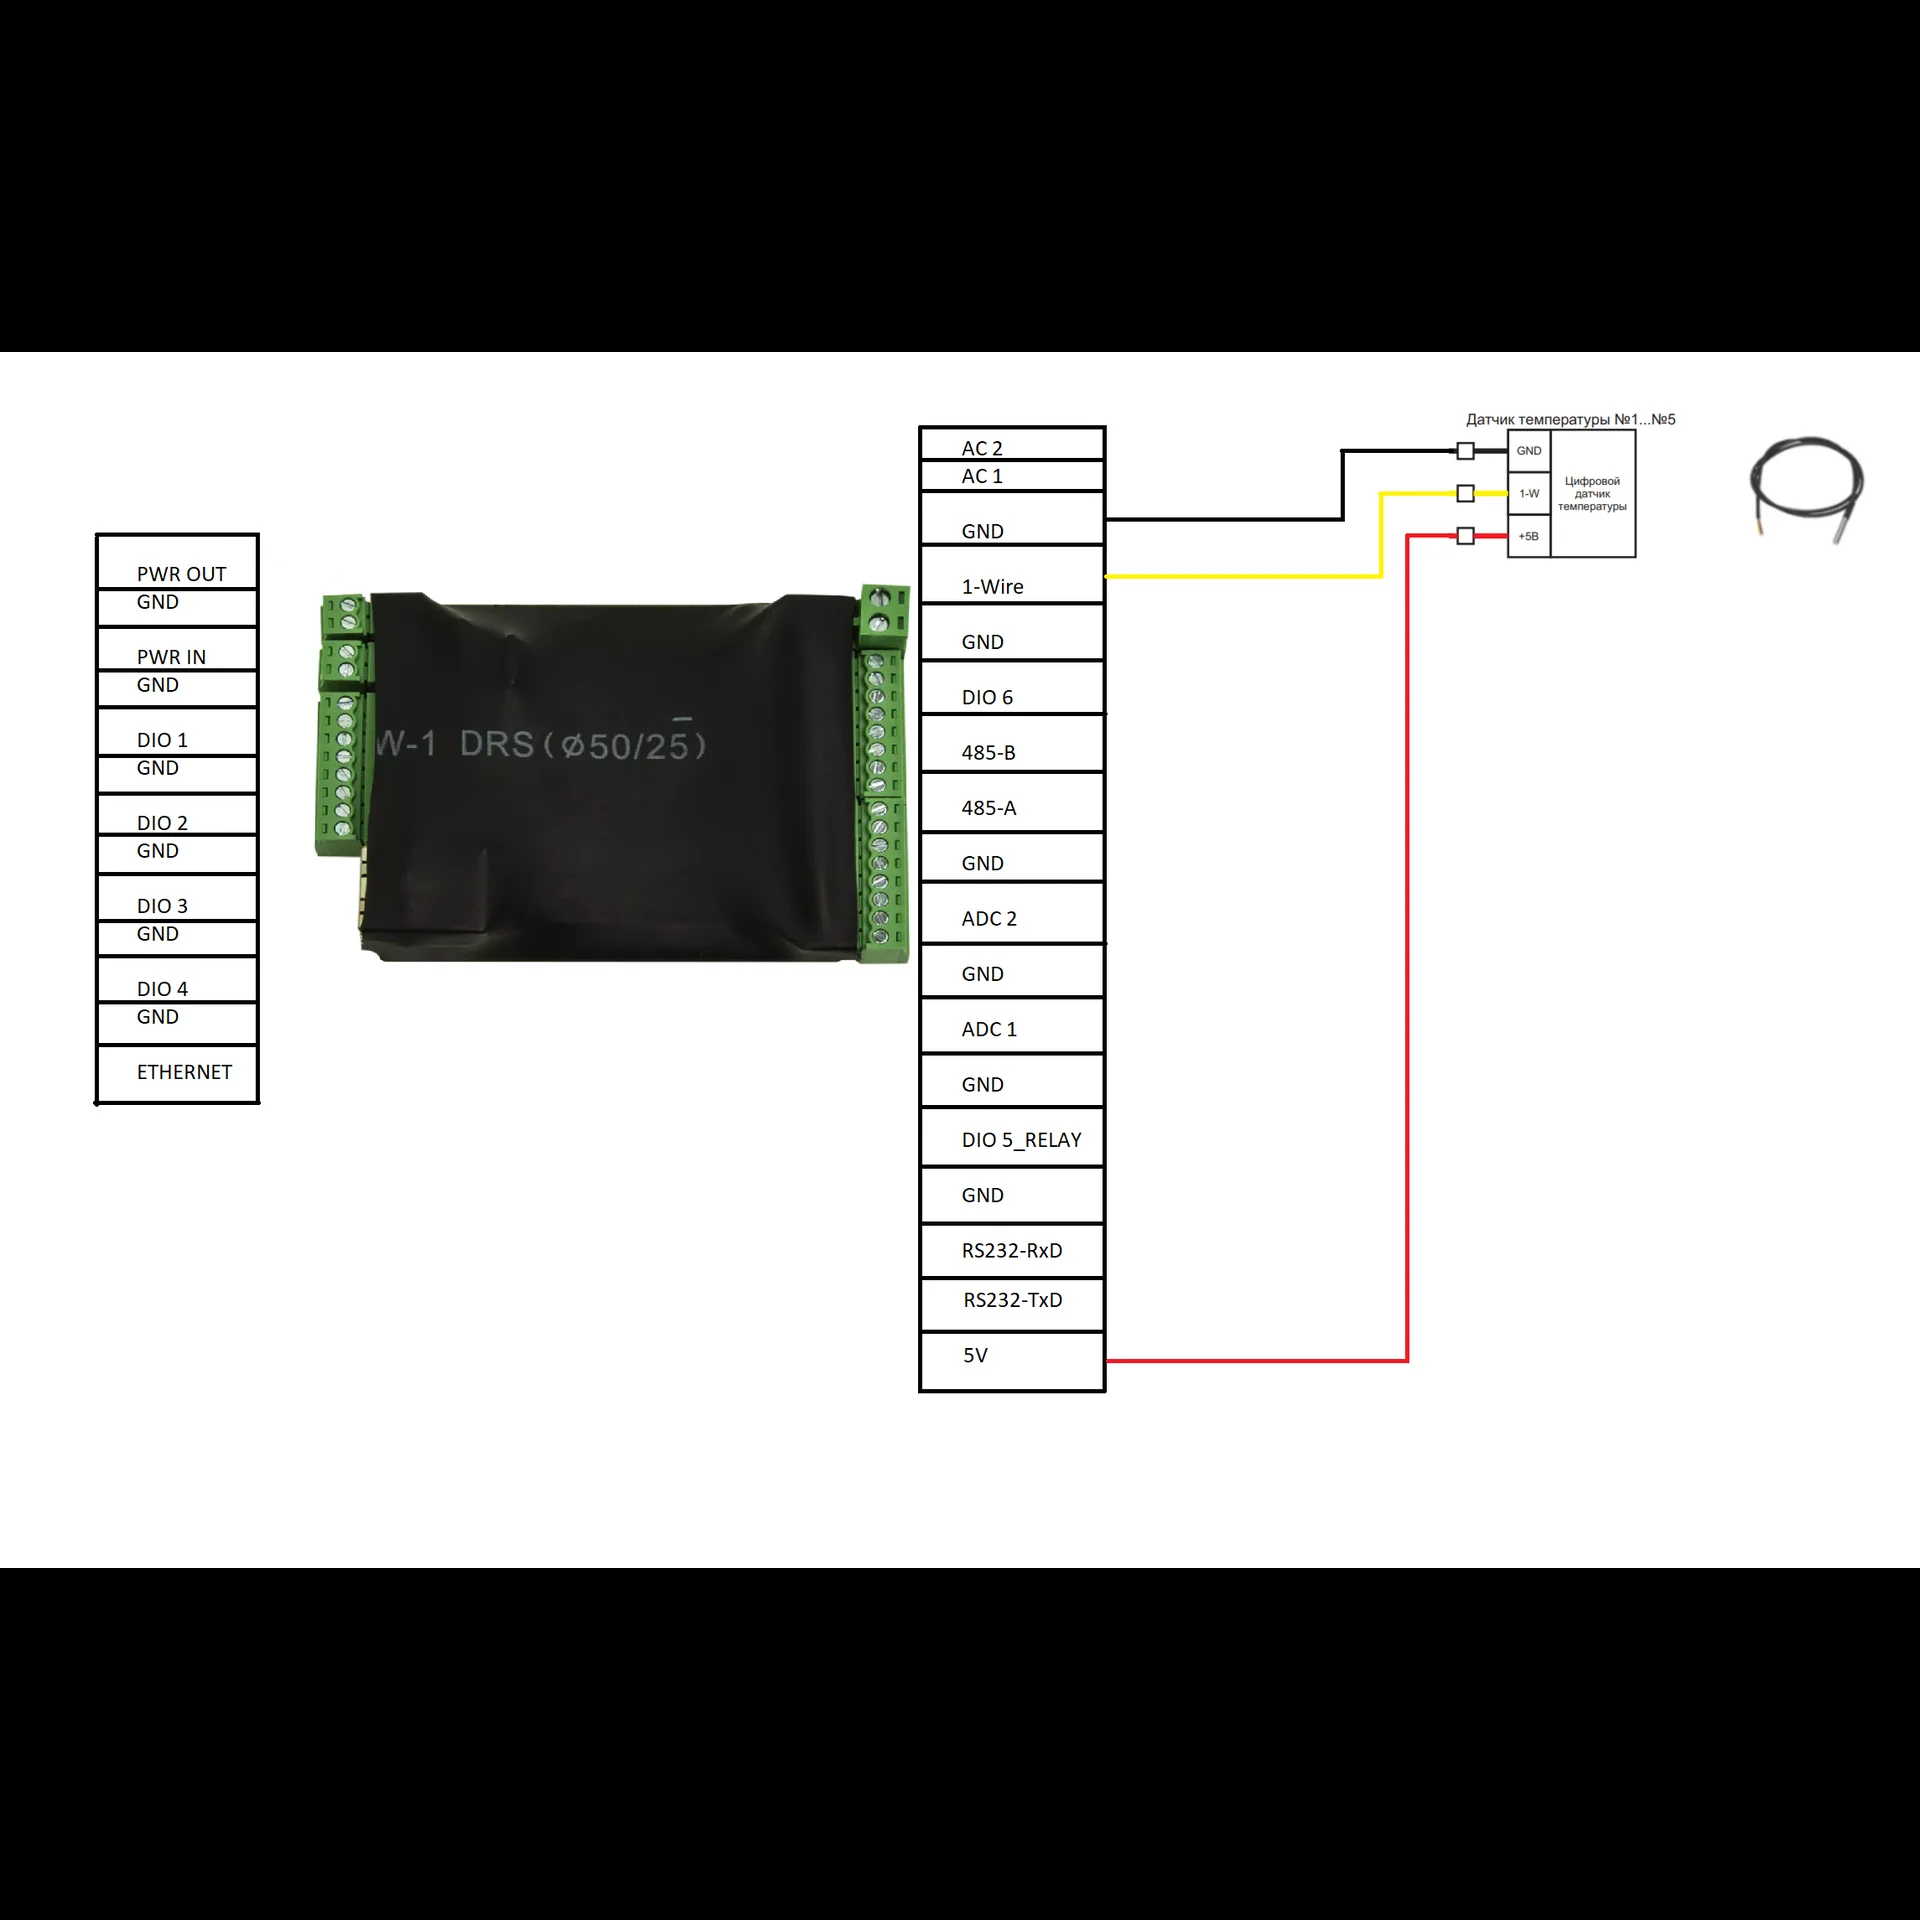 PWR OUT
GND
PWR IN
GND
DIO 1
GND
DIO 2
GND
DIO 3
GND
DIO 4
GND
ETHERNET
W-1 DRS(ø50/25)
AC 2
AC 1
GND
1-Wire
GND
DIO 6
485-B
485-A
GND
ADC 2
GND
ADC 1
GND
DIO 5_RELAY
GND
RS232-RxD
RS232-TxD
5V
Датчик температуры №1...№5
GND
1-W
+5В
Цифровой
датчик
температуры